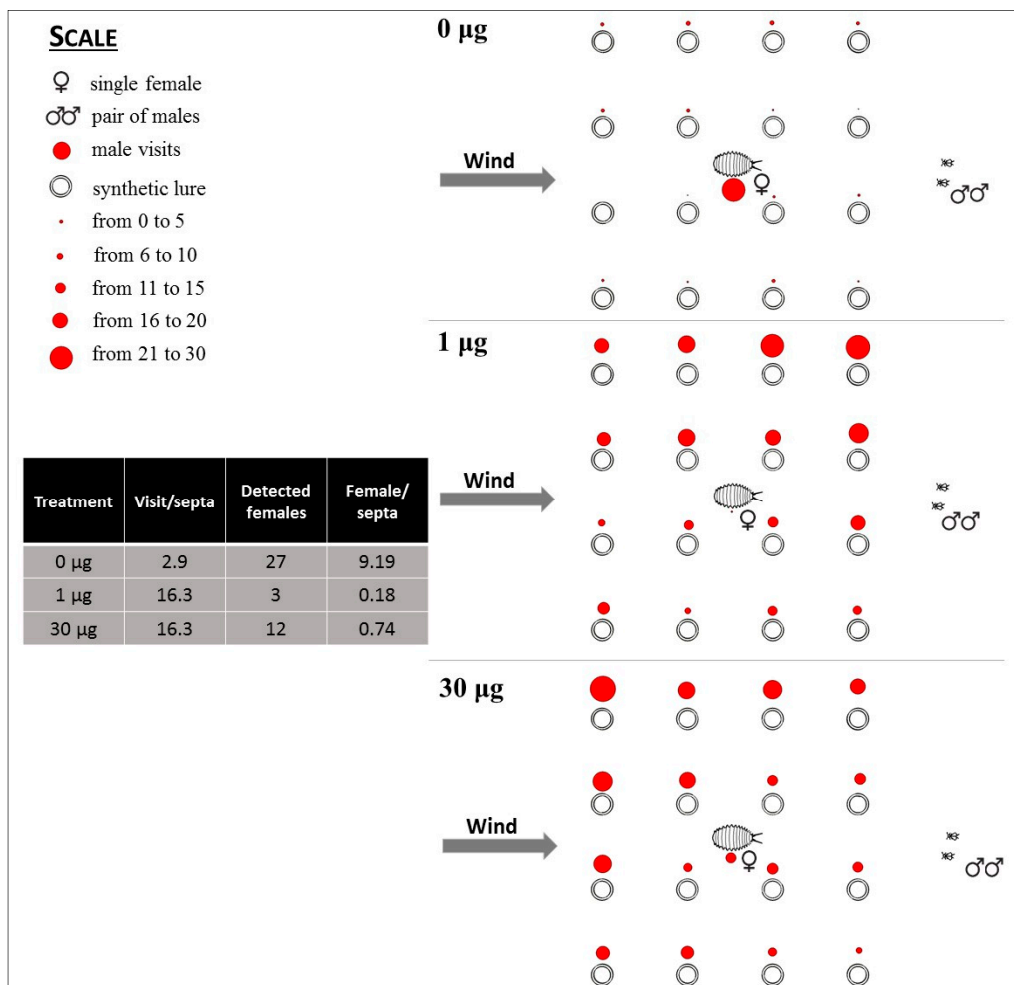 SCALE
♀ single female
♂♂ pair of males
male visits
synthetic lure
from 0 to 5
from 6 to 10
from 11 to 15
from 16 to 20
from 21 to 30
Treatment Visit/septa Detected females Female/septa
0 µg 2.9 27 9.19
1 µg 16.3 3 0.18
30 µg 16.3 12 0.74
0 µg
Wind
♀
♂♂
1 µg
Wind
♀
♂♂
30 µg
Wind
♀
♂♂